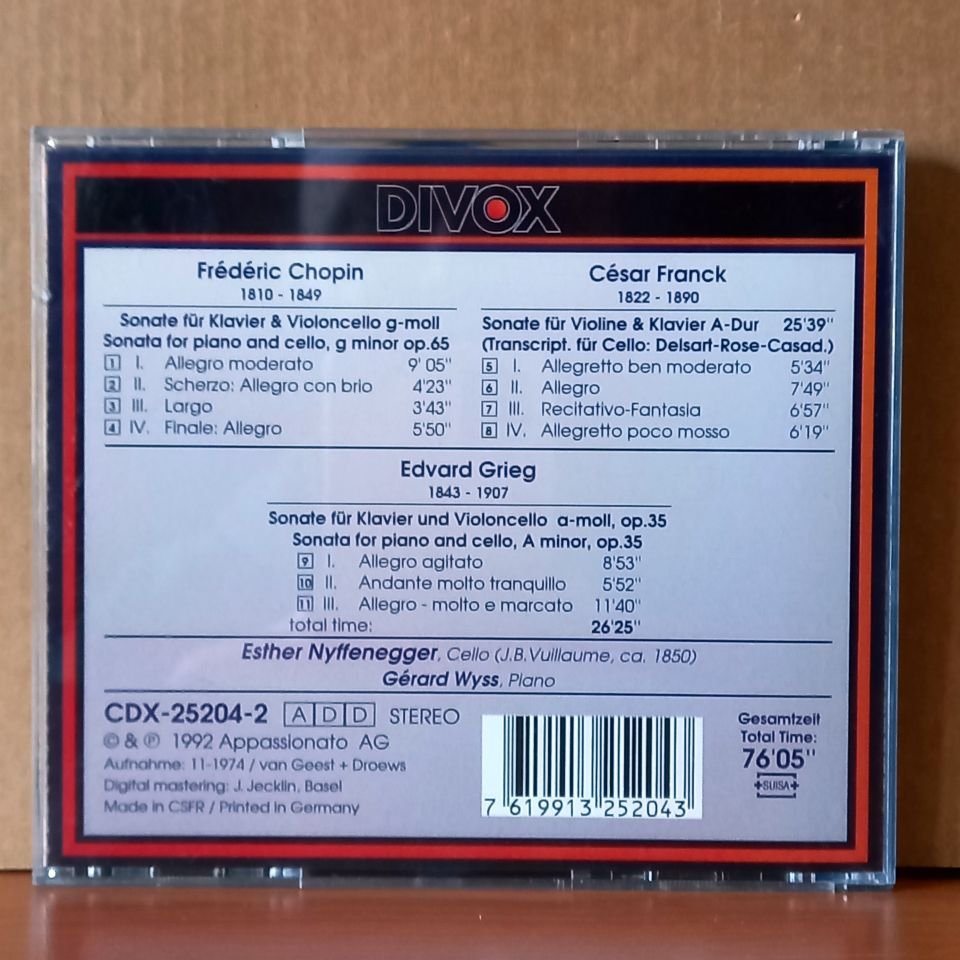 DIVOX
Frédéric Chopin
1810 - 1849
Sonate für Klavier & Violoncello g-moll
Sonata for piano and cello, g minor op.65
1 I. Allegro moderato 9'05"
2 II. Scherzo: Allegro con brio 4'23"
3 III. Largo 3'43"
4 IV. Finale: Allegro 5'50"
César Franck
1822 - 1890
Sonate für Violine & Klavier A-Dur 25'39"
(Transcript. für Cello: Delsart-Rose-Casad.)
5 I. Allegretto ben moderato 5'34"
6 II. Allegro 7'49"
7 III. Recitativo-Fantasia 6'57"
8 IV. Allegretto poco mosso 6'19"
Edvard Grieg
1843 - 1907
Sonate für Klavier und Violoncello a-moll, op.35
Sonata for piano and cello, A minor, op.35
9 I. Allegro agitato 8'53"
10 II. Andante molto tranquillo 5'52"
11 III. Allegro - molto e marcato 11'40"
total time: 26'25"
Esther Nyffenegger, Cello (J.B.Vuillaume, ca. 1850)
Gérard Wyss, Piano
CDX-25204-2 ADD STEREO
© & ℗ 1992 Appassionato AG
Aufnahme: 11-1974 / van Geest + Droews
Digital mastering: J. Jecklin, Basel
Made in CSFR / Printed in Germany
7 619913 252043
Gesamtzeit
Total Time:
76'05"
SUISA